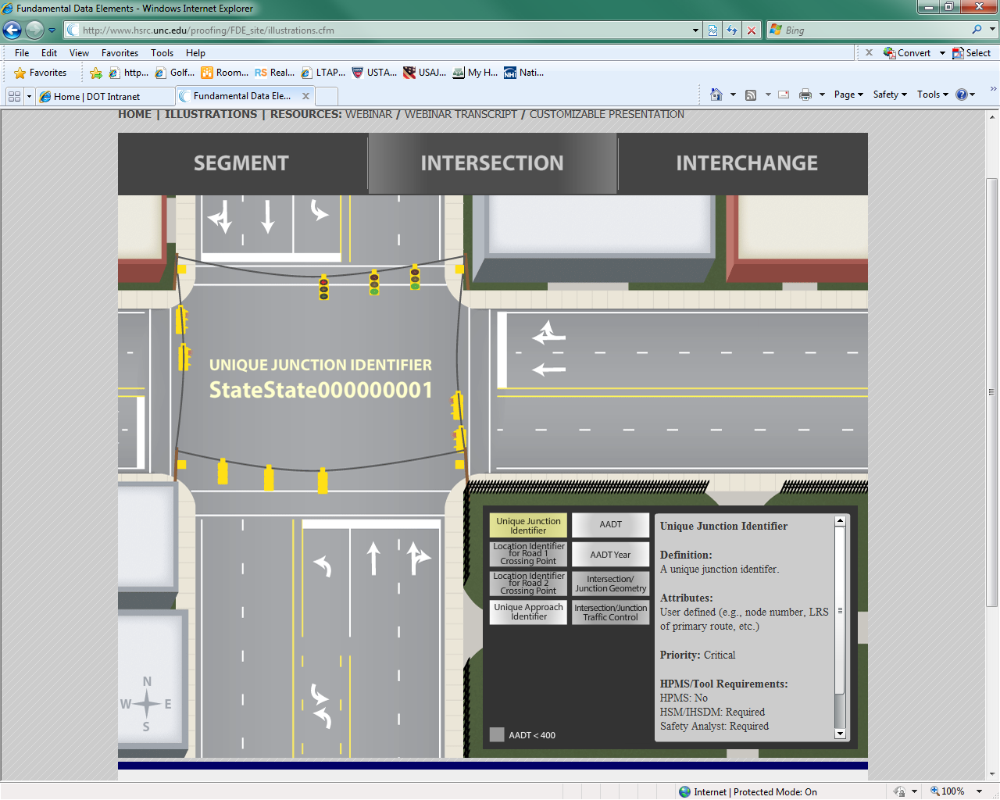 Fundamental Data Elements - Windows Internet Explorer
http://www.hsrc.unc.edu/proofing/FDE_site/illustrations.cfm
Bing
File Edit View Favorites Tools Help
Convert Select
Favorites http... Golf... Room... RS Real... LTAP... USTA... USAJ... My H... NH Nati...
Home | DOT Intranet
Fundamental Data Ele...
Page Safety Tools
HOME | ILLUSTRATIONS | RESOURCES: WEBINAR / WEBINAR TRANSCRIPT / CUSTOMIZABLE PRESENTATION
SEGMENT
INTERSECTION
INTERCHANGE
UNIQUE JUNCTION IDENTIFIER
StateState000000001
Unique Junction
Identifier
Location Identifier
for Road 1
Crossing Point
Location Identifier
for Road 2
Crossing Point
Unique Approach
Identifier
AADT
AADT Year
Intersection/
Junction Geometry
Intersection/Junction
Traffic Control
Unique Junction Identifier
Definition:
A unique junction identifer.
Attributes:
User defined (e.g., node number, LRS
of primary route, etc.)
Priority: Critical
HPMS/Tool Requirements:
HPMS: No
HSM/IHSDM: Required
Safety Analyst: Required
AADT < 400
N
W E
S
Internet | Protected Mode: On
100%